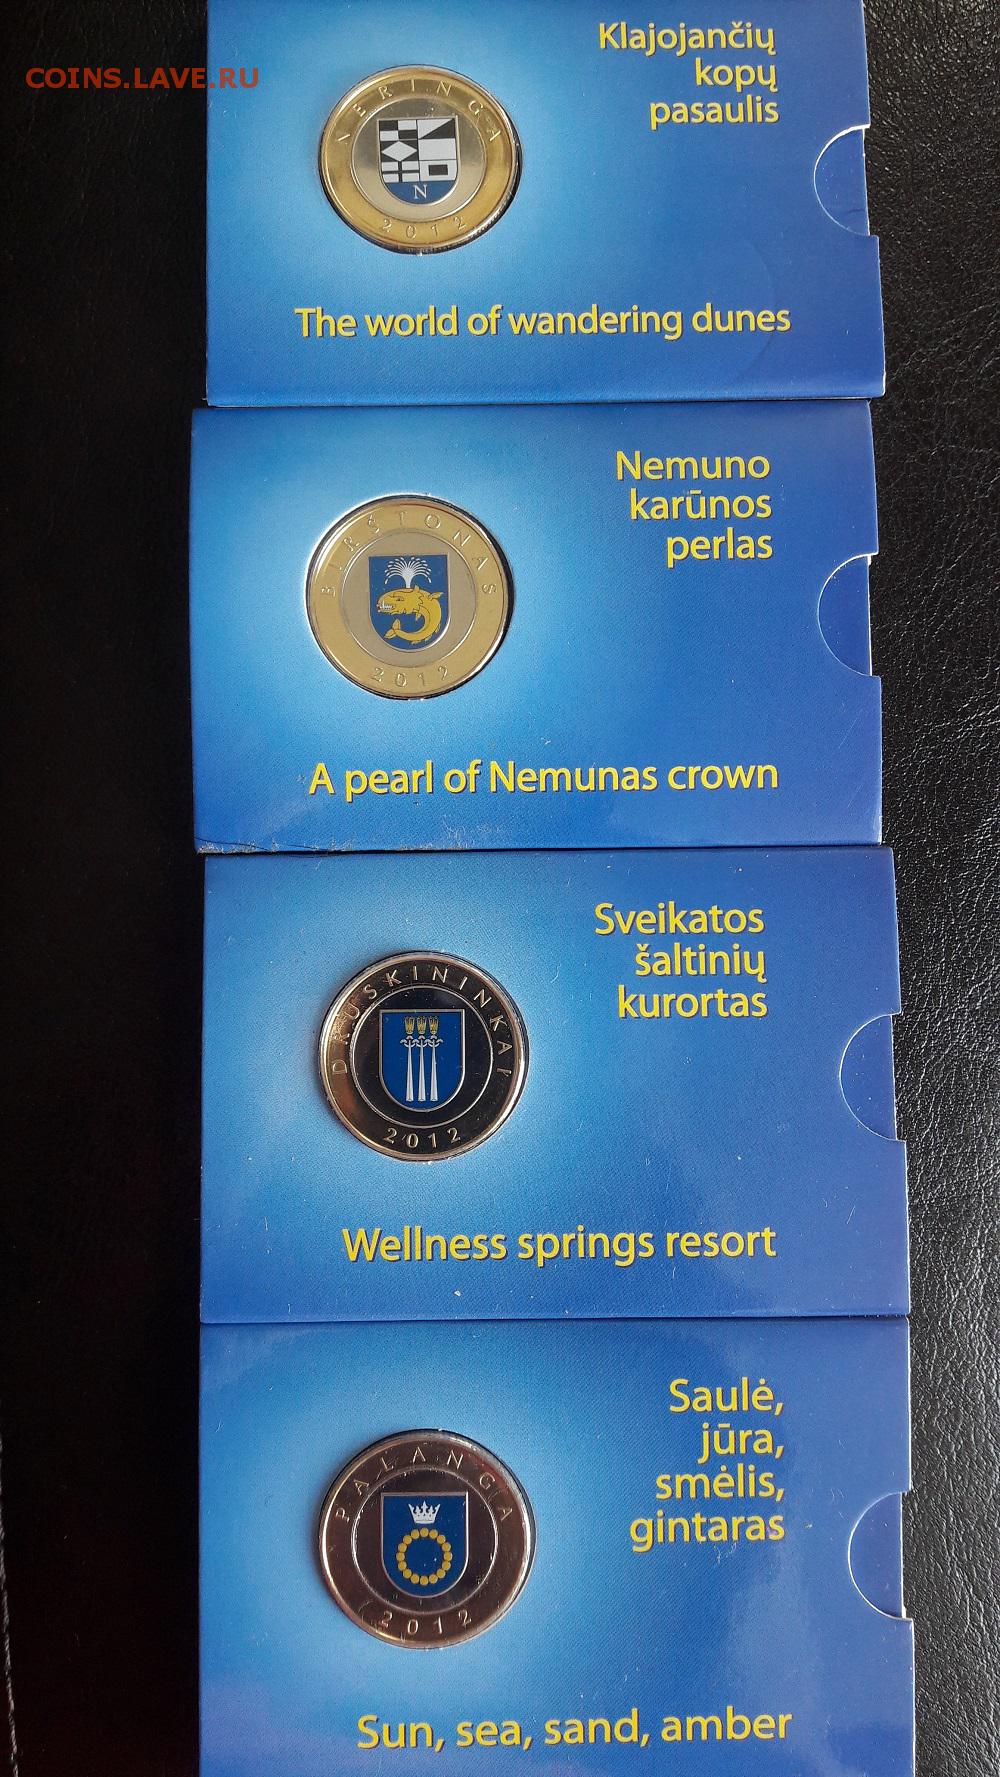 COINS.LAVE.RU
Klajojančių
kopų
pasaulis
NERINGA
N
2012
The world of wandering dunes
Nemuno
karūnos
perlas
BIRŠTONAS
2012
A pearl of Nemunas crown
Sveikatos
šaltinių
kurortas
DRUSKININKAI
2012
Wellness springs resort
Saulė,
jūra,
smėlis,
gintaras
PALANGA
2012
Sun, sea, sand, amber